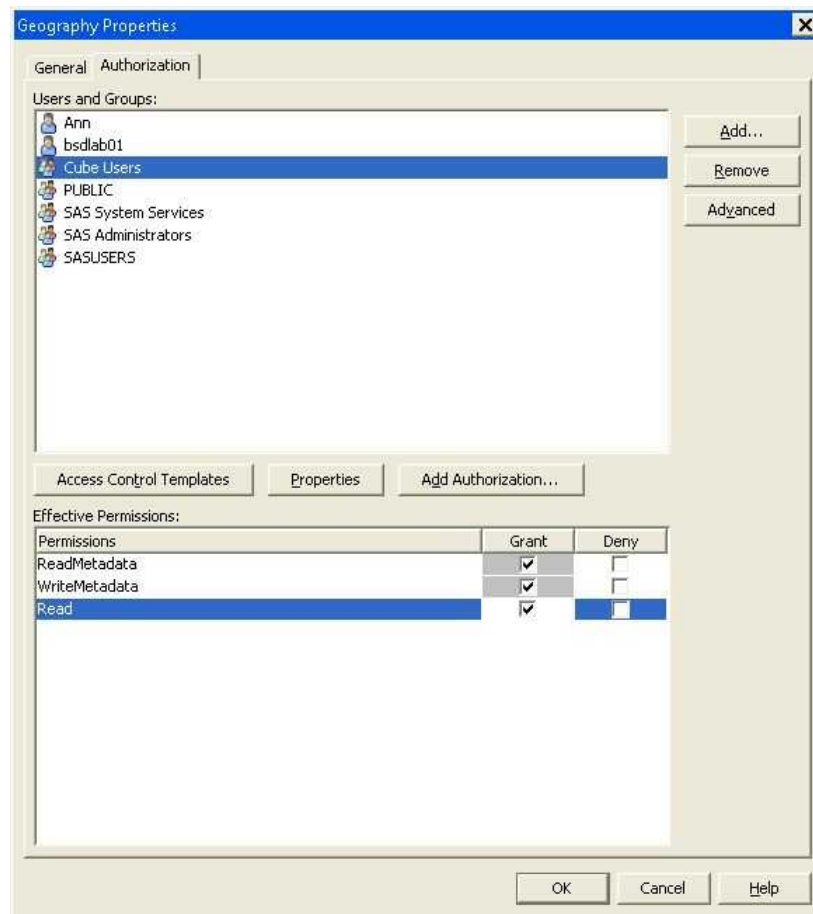 Geography Properties
General Authorization
Users and Groups:
Ann
bsdlab01
Cube Users
PUBLIC
SAS System Services
SAS Administrators
SASUSERS
Add...
Remove
Advanced
Access Control Templates Properties Add Authorization...
Effective Permissions:
Permissions Grant Deny
ReadMetadata
WriteMetadata
Read
OK Cancel Help